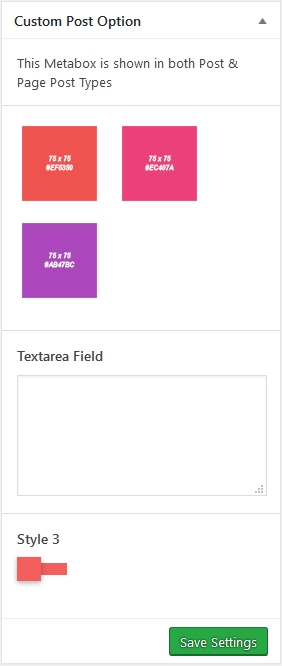 Custom Post Option
This Metabox is shown in both Post &
Page Post Types
75 x 75
#EF5350
75 x 75
#EC407A
75 x 75
#AB47BC
Textarea Field
Style 3
Save Settings